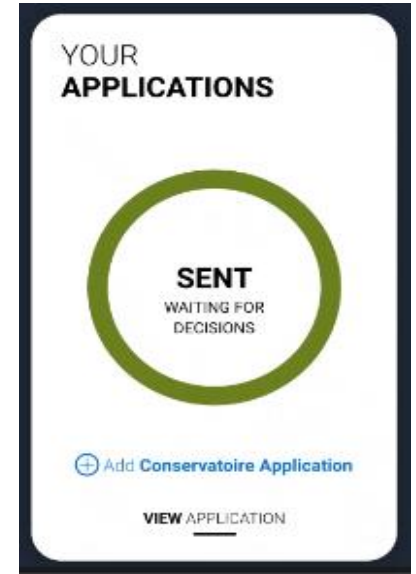 YOUR
APPLICATIONS
SENT
WAITING FOR
DECISIONS
Add Conservatoire Application
VIEW APPLICATION